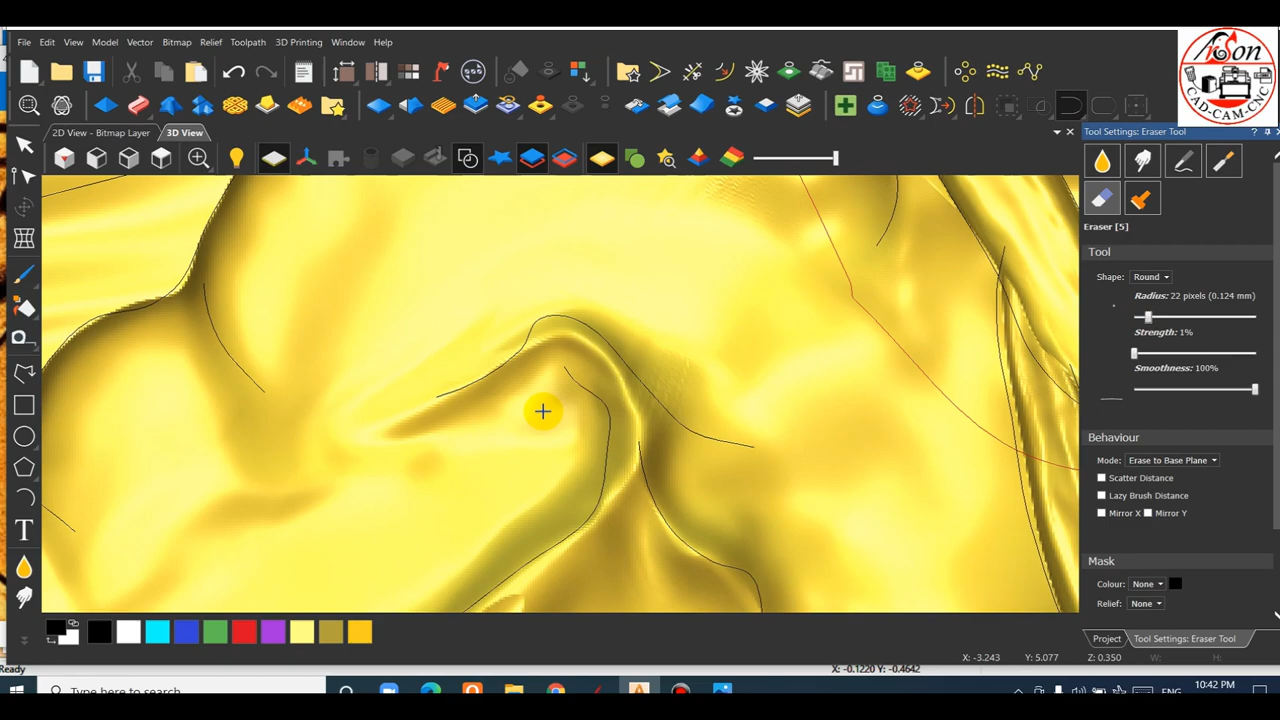 File Edit View Model Vector Bitmap Relief Toolpath 3D Printing Window Help
CAD-CAM-CNC
2D View - Bitmap Layer
3D View
Tool Settings: Eraser Tool
Eraser [5]
Tool
Shape: Round
Radius: 22 pixels (0.124 mm)
Strength: 1%
Smoothness: 100%
Behaviour
Mode: Erase to Base Plane
Scatter Distance
Lazy Brush Distance
Mirror X Mirror Y
Mask
Colour: None
Relief: None
Project
Tool Settings: Eraser Tool
X: -3.243 Y: 5.077 Z: 0.350 W: H:
Ready
X: -0.1220 Y: -0.4642
Type here to search
ENG
10:42 PM